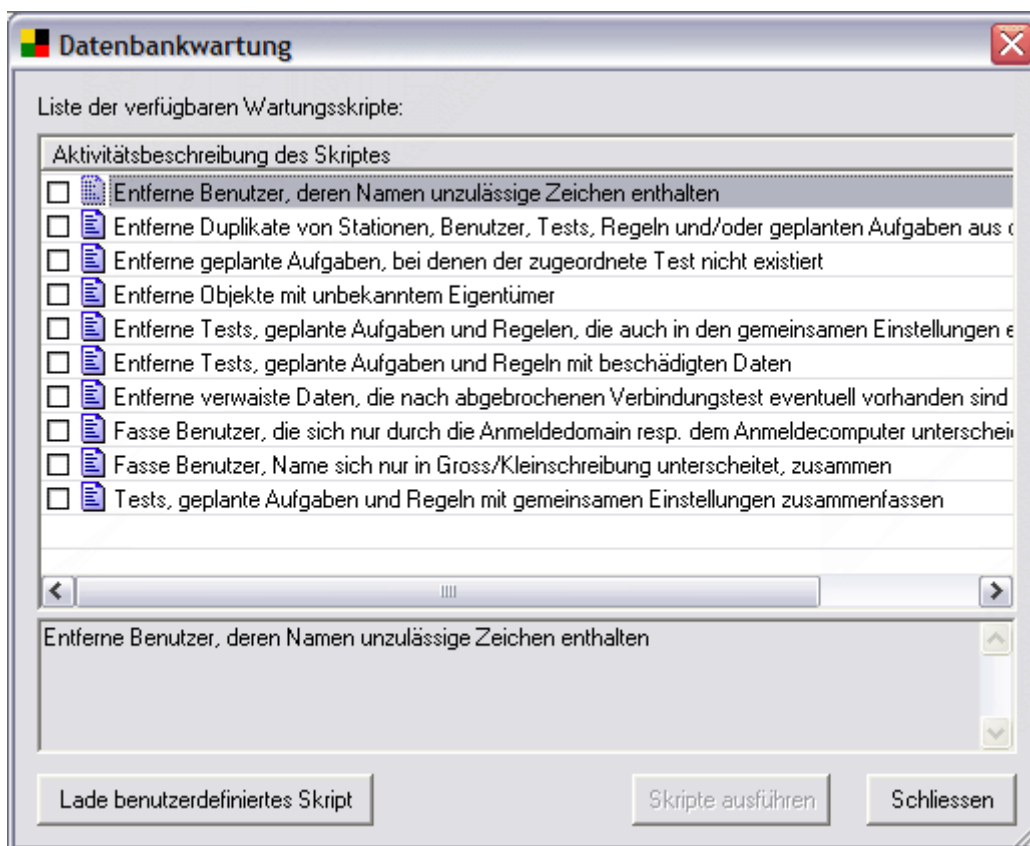 Datenbankwartung
Liste der verfügbaren Wartungsskripte:
Aktivitätsbeschreibung des Skriptes
Entferne Benutzer, deren Namen unzulässige Zeichen enthalten
Entferne Duplikate von Stationen, Benutzer, Tests, Regeln und/oder geplanten Aufgaben aus
Entferne geplante Aufgaben, bei denen der zugeordnete Test nicht existiert
Entferne Objekte mit unbekanntem Eigentümer
Entferne Tests, geplante Aufgaben und Regelen, die auch in den gemeinsamen Einstellungen
Entferne Tests, geplante Aufgaben und Regeln mit beschädigten Daten
Entferne verwaiste Daten, die nach abgebrochenen Verbindungstest eventuell vorhanden sind
Fasse Benutzer, die sich nur durch die Anmeldedomain resp. dem Anmeldecomputer
Fasse Benutzer, Name sich nur in Gross/Kleinschreibung unterscheitet, zusammen
Tests, geplante Aufgaben und Regeln mit gemeinsamen Einstellungen zusammenfassen
Entferne Benutzer, deren Namen unzulässige Zeichen enthalten
Lade benutzerdefiniertes Skript Skripte ausführen Schliessen